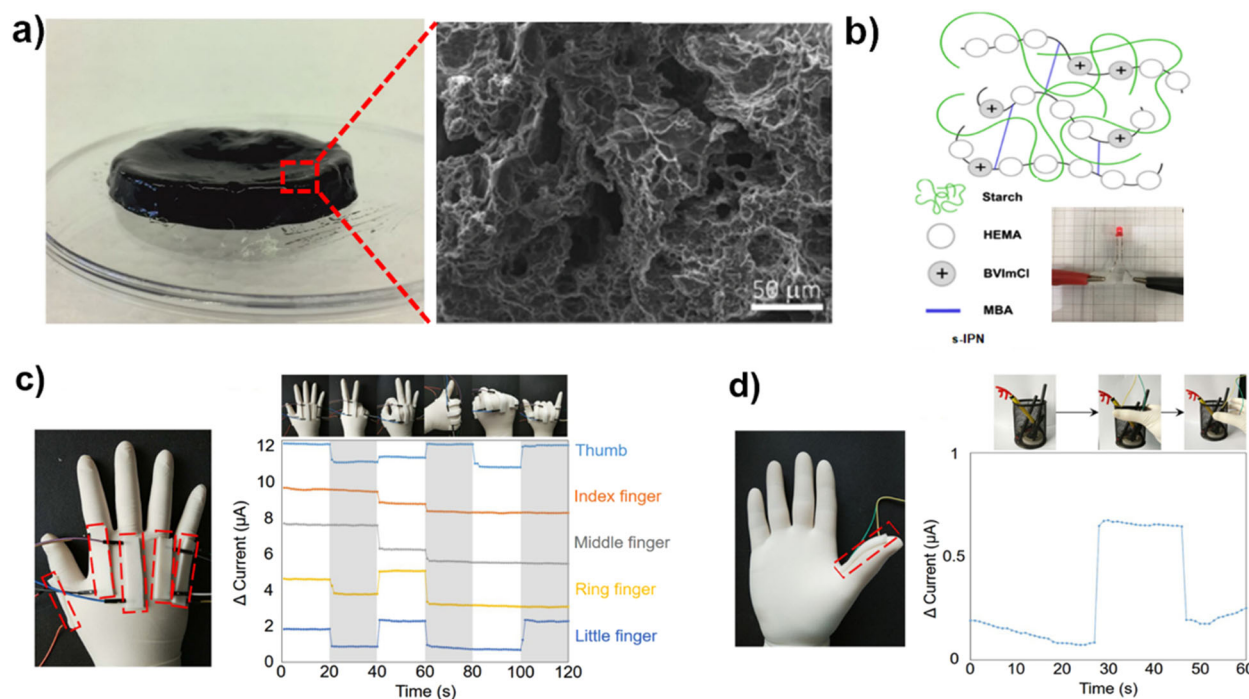 a)
50 μm
b)
+ +
+
+
+
Starch
HEMA
+
BVImCl
MBA
s-IPN
c)
Δ Current (μA)
12
10
8
6
4
2
0
0 20 40 60 80 100 120
Time (s)
Thumb
Index finger
Middle finger
Ring finger
Little finger
d)
Δ Current (μA)
1
0.5
0
0 10 20 30 40 50 60
Time (s)